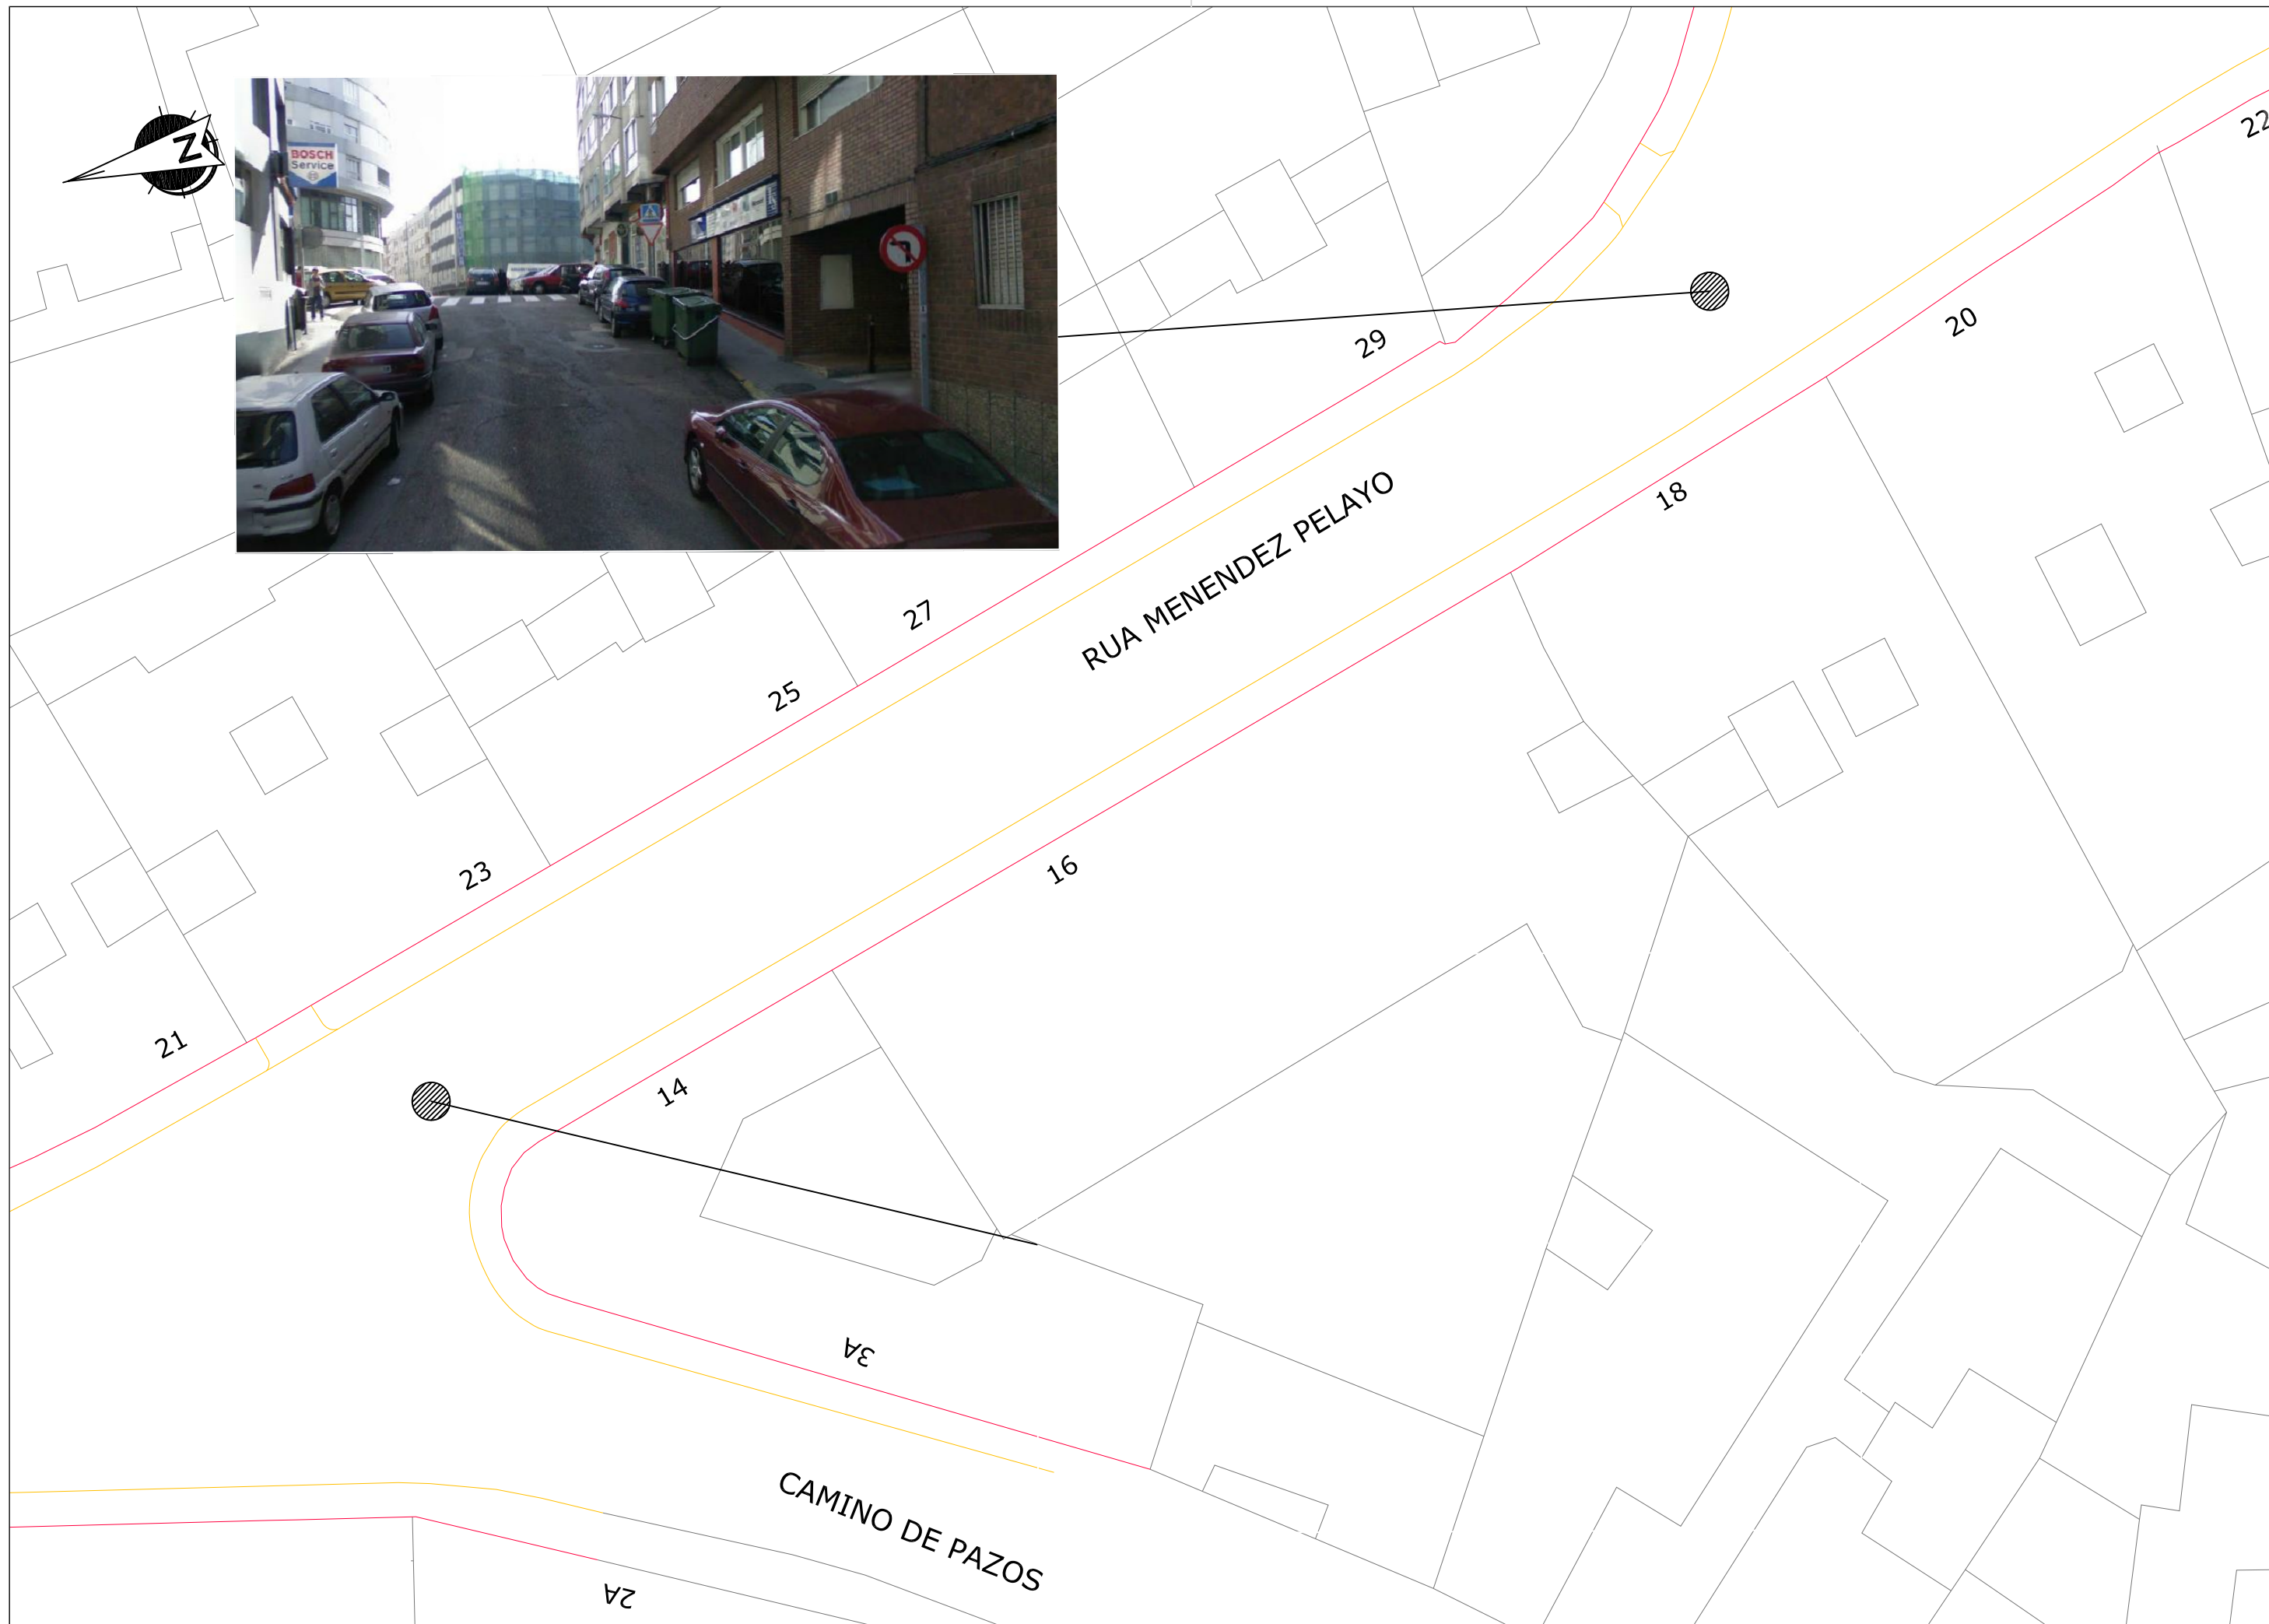 N
BOSCH
Service
22
20
29
18
RUA MENENDEZ PELAYO
27
25
16
23
21
14
3A
CAMINO DE PAZOS
2A